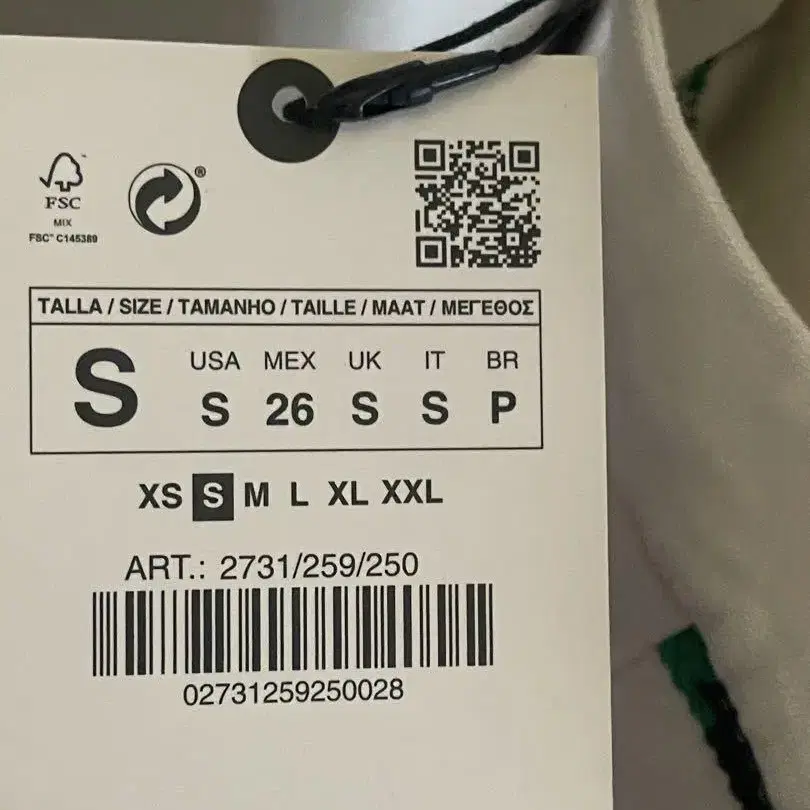 FSC
MIX
FSC™ C145389
®
TALLA / SIZE / TAMANHO / TAILLE / MAAT / ΜΕΓΕΘΟΣ
USA MEX UK IT BR
S S 26 S S P
XS S M L XL XXL
ART.: 2731/259/250
02731259250028